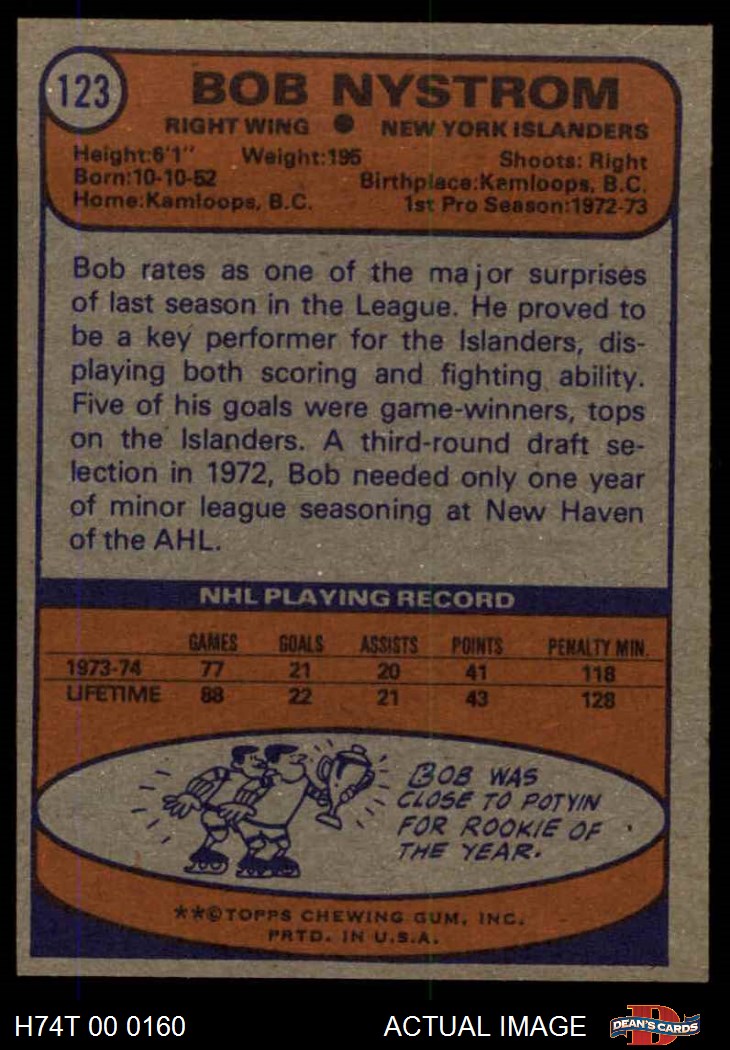 123
BOB NYSTROM
RIGHT WING ● NEW YORK ISLANDERS
Height:6'1" Weight:195 Shoots: Right
Born:10-10-52 Birthplace:Kamloops, B.C.
Home:Kamloops, B.C. 1st Pro Season:1972-73
Bob rates as one of the major surprises
of last season in the League. He proved to
be a key performer for the Islanders, dis-
playing both scoring and fighting ability.
Five of his goals were game-winners, tops
on the Islanders. A third-round draft se-
lection in 1972, Bob needed only one year
of minor league seasoning at New Haven
of the AHL.
NHL PLAYING RECORD
GAMES GOALS ASSISTS POINTS PENALTY MIN.
1973-74 77 21 20 41 118
LIFETIME 88 22 21 43 128
BOB WAS
CLOSE TO POTVIN
FOR ROOKIE OF
THE YEAR.
**©TOPPS CHEWING GUM, INC.
PRTD. IN U.S.A.
H74T 00 0160 ACTUAL IMAGE DEAN'S CARDS